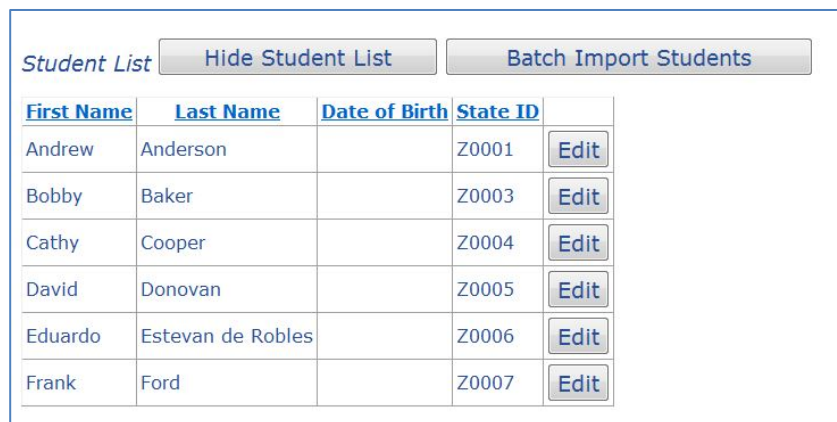 Student List Hide Student List Batch Import Students
First Name Last Name Date of Birth State ID
Andrew Anderson Z0001 Edit
Bobby Baker Z0003 Edit
Cathy Cooper Z0004 Edit
David Donovan Z0005 Edit
Eduardo Estevan de Robles Z0006 Edit
Frank Ford Z0007 Edit